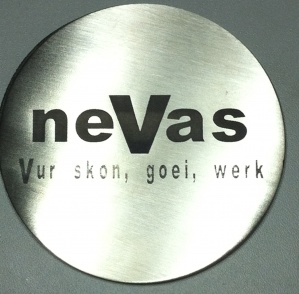 neVas
Vur skon, goei, werk